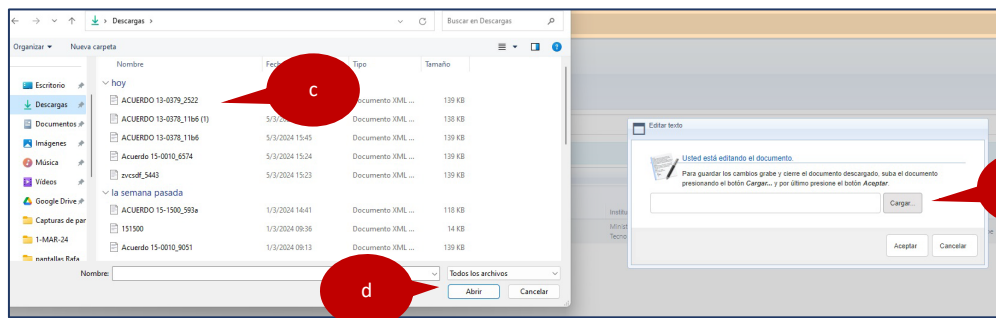 Descargas
Buscar en Descargas
Organizar
Nueva carpeta
Nombre
Tipo
Tamaño
Escritorio
Descargas
Documentos
Imágenes
Música
Vídeos
Google Drive
Capturas de par
1-MAR-24
pantallas Rafa
hoy
ACUERDO 13-0379_2522 Documento XML ... 139 KB
ACUERDO 13-0378_11b6 (1) Documento XML ... 138 KB
ACUERDO 13-0378_11b6 5/3/2024 15:45 Documento XML ... 139 KB
Acuerdo 15-0010_6574 5/3/2024 15:24 Documento XML ... 139 KB
zvcsdf_5443 5/3/2024 15:23 Documento XML ... 139 KB
la semana pasada
ACUERDO 15-1500_593a 1/3/2024 14:41 Documento XML ... 118 KB
151500 1/3/2024 09:36 Documento XML ... 14 KB
Acuerdo 15-0010_9051 1/3/2024 09:13 Documento XML ... 139 KB
Nombre:
Todos los archivos
Abrir
Cancelar
c
d
Editar texto
Usted está editando el documento.
Para guardar los cambios grabe y cierre el documento descargado, suba el documento
presionando el botón Cargar... y por último presione el botón Aceptar.
Cargar...
Aceptar
Cancelar